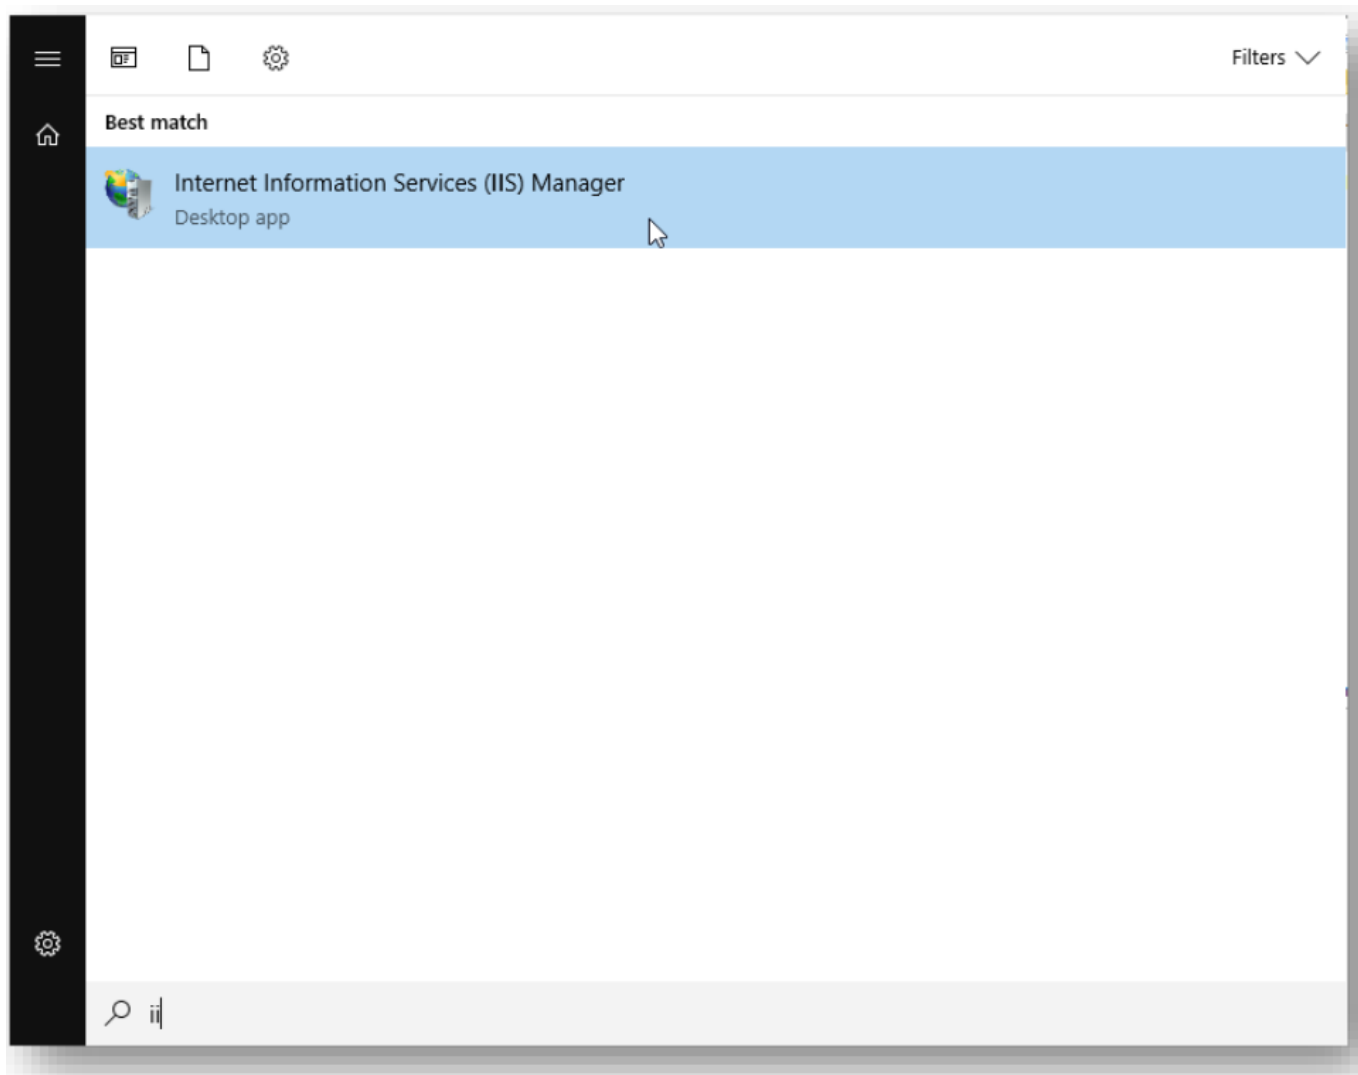 Filters
Best match
Internet Information Services (IIS) Manager
Desktop app
ii